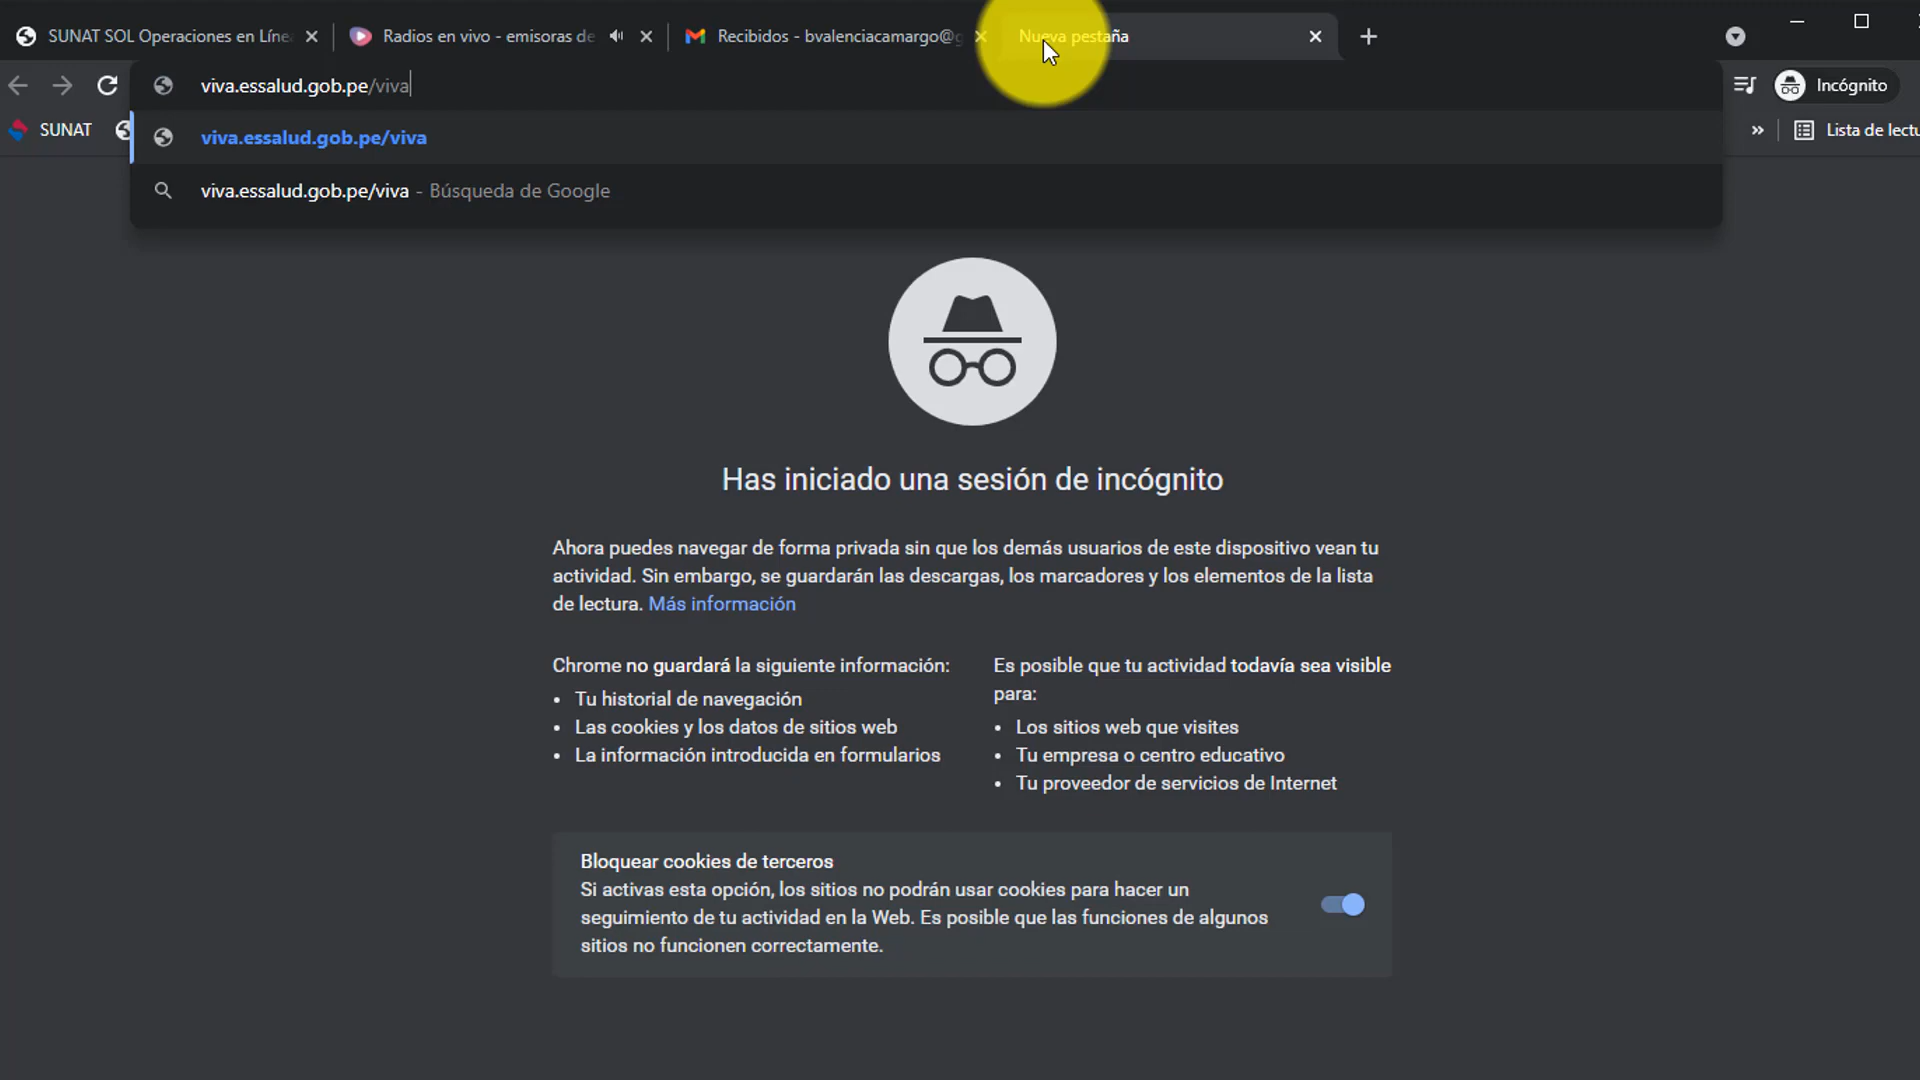 SUNAT SOL Operaciones en Líne
Radios en vivo - emisoras de
Recibidos - bvalenciacamargo@g
Nueva pestaña
viva.essalud.gob.pe/viva
Incógnito
viva.essalud.gob.pe/viva
SUNAT
» Lista de lectu
viva.essalud.gob.pe/viva - Búsqueda de Google
Has iniciado una sesión de incógnito
Ahora puedes navegar de forma privada sin que los demás usuarios de este dispositivo vean tu
actividad. Sin embargo, se guardarán las descargas, los marcadores y los elementos de la lista
de lectura. Más información
Chrome no guardará la siguiente información:
• Tu historial de navegación
• Las cookies y los datos de sitios web
• La información introducida en formularios
Es posible que tu actividad todavía sea visible
para:
• Los sitios web que visites
• Tu empresa o centro educativo
• Tu proveedor de servicios de Internet
Bloquear cookies de terceros
Si activas esta opción, los sitios no podrán usar cookies para hacer un
seguimiento de tu actividad en la Web. Es posible que las funciones de algunos
sitios no funcionen correctamente.